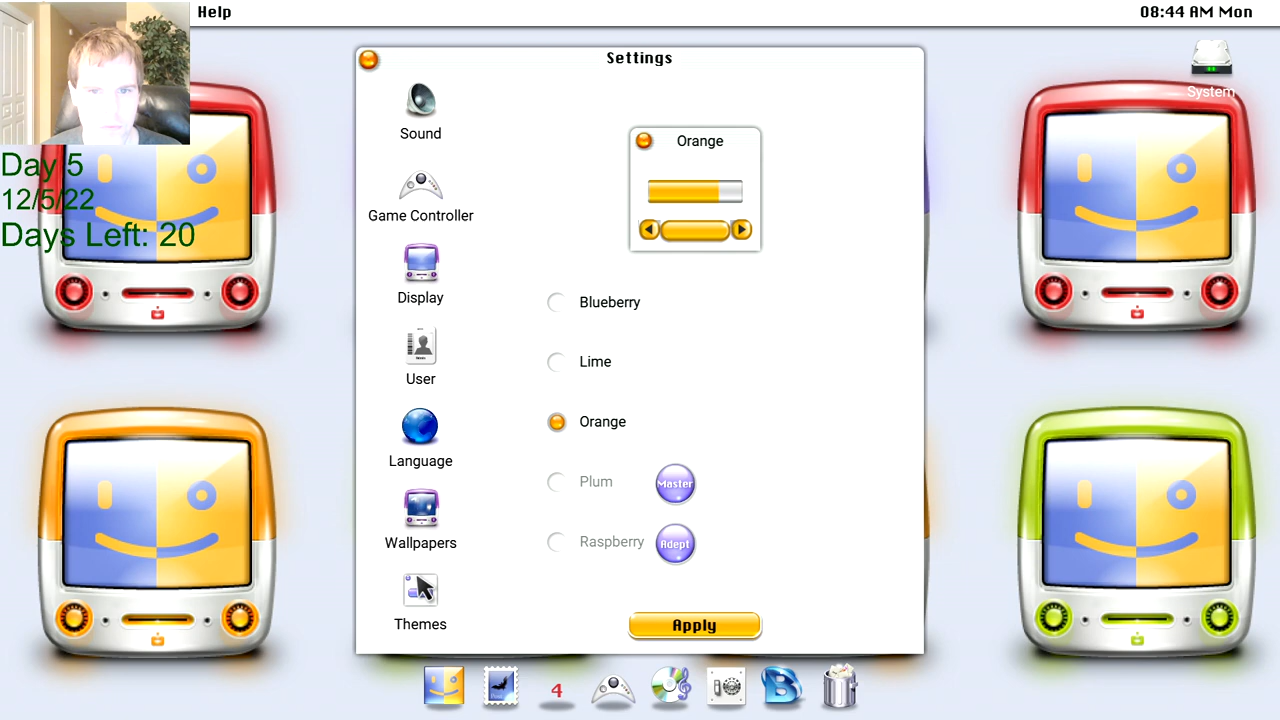 Help
08:44 AM Mon
Day 5
12/5/22
Days Left: 20
System
Settings
Sound
Game Controller
Display
User
Language
Wallpapers
Themes
Orange
Blueberry
Lime
Orange
Plum
Master
Raspberry
Adept
Apply
4
B